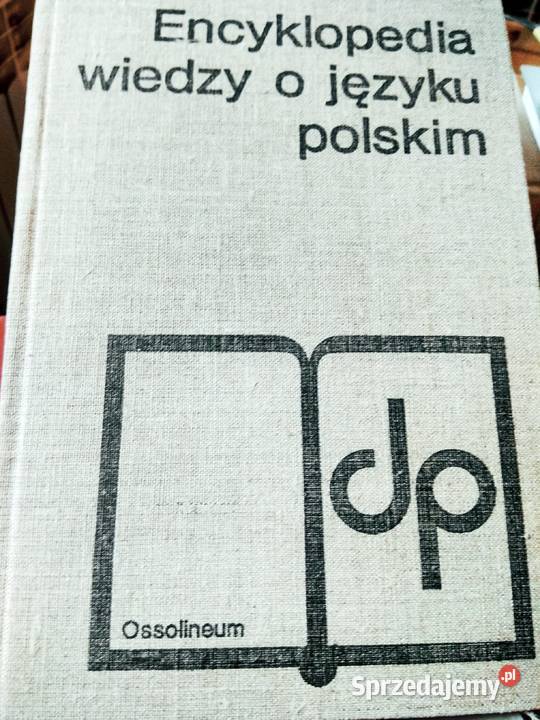 Encyklopedia
wiedzy o języku
polskim
dp
Ossolineum
Sprzedajemy.pl